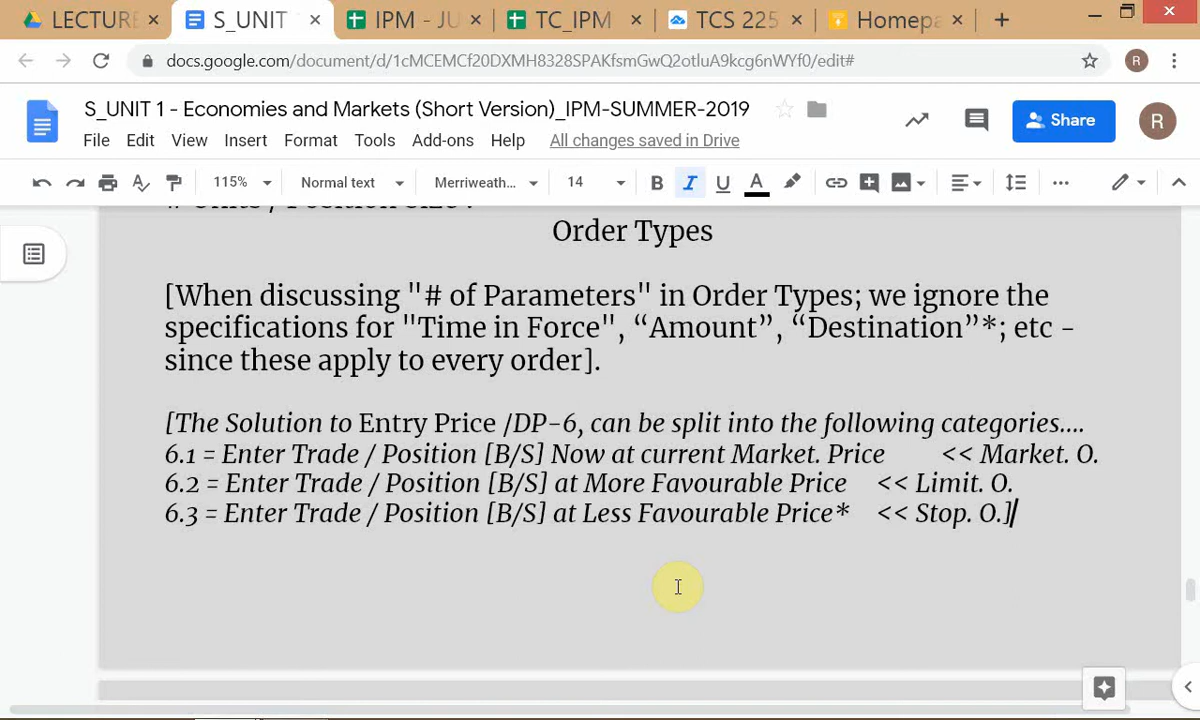 LECTUR
S_UNIT
IPM - JU
TC_IPM
TCS 225
Homep
docs.google.com/document/d/1cMCEMCf20DXMH8328SPAKfsmGwQ2otluA9kcg6nWYf0/edit#
R
S_UNIT 1 - Economies and Markets (Short Version)_IPM-SUMMER-2019
File Edit View Insert Format Tools Add-ons Help All changes saved in Drive
Share
R
115% Normal text Merriweath... 14 B I U A
Order Types
[When discussing "# of Parameters" in Order Types; we ignore the
specifications for "Time in Force", “Amount”, “Destination”*; etc -
since these apply to every order].
[The Solution to Entry Price /DP-6, can be split into the following categories....
6.1 = Enter Trade / Position [B/S] Now at current Market. Price << Market. O.
6.2 = Enter Trade / Position [B/S] at More Favourable Price << Limit. O.
6.3 = Enter Trade / Position [B/S] at Less Favourable Price* << Stop. O.]